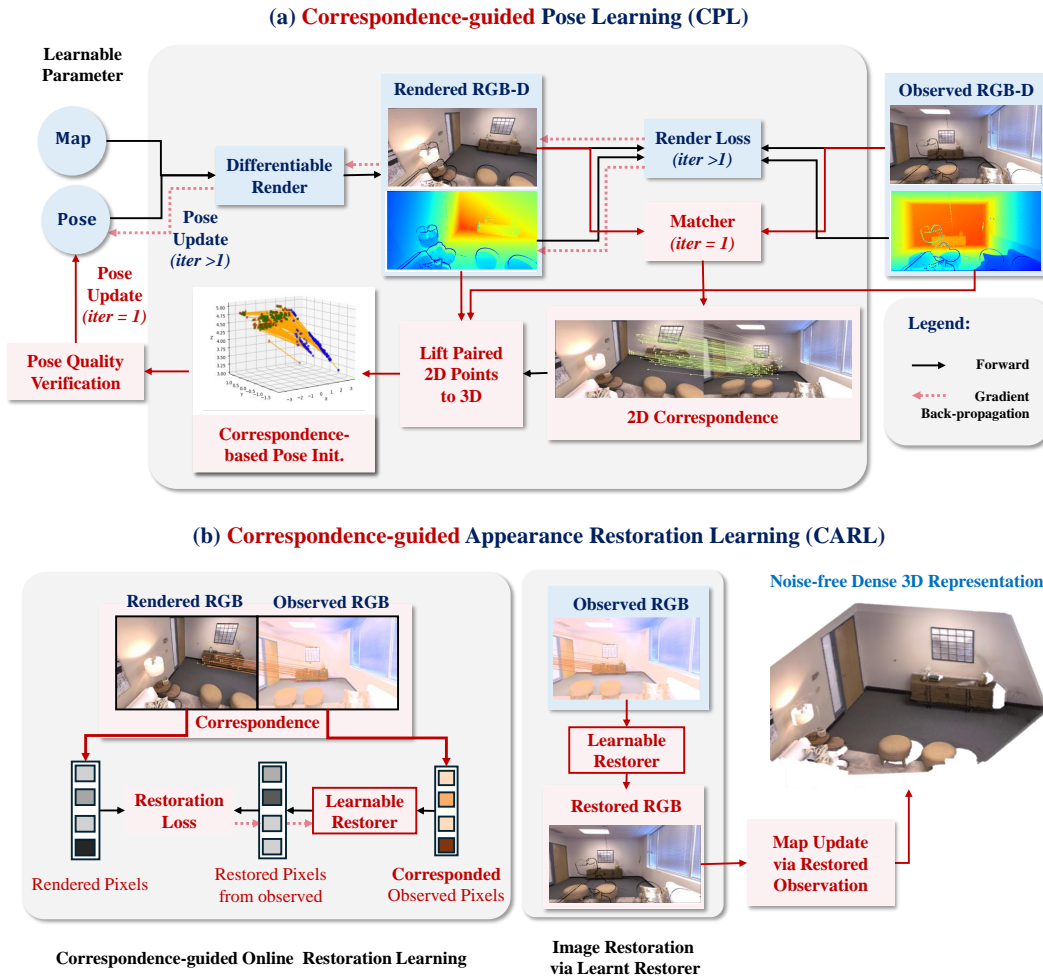 (a) Correspondence-guided Pose Learning (CPL)
Learnable
Parameter
Map
Pose
Differentiable
Render
Pose
Update
(iter >1)
Pose
Update
(iter = 1)
Pose Quality
Verification
Rendered RGB-D
Render Loss
(iter >1)
Matcher
(iter = 1)
Observed RGB-D
Correspondence-
based Pose Init.
Lift Paired
2D Points
to 3D
2D Correspondence
Legend:
Forward
Gradient
Back-propagation
(b) Correspondence-guided Appearance Restoration Learning (CARL)
Rendered RGB
Observed RGB
Correspondence
Restoration
Loss
Learnable
Restorer
Rendered Pixels
Restored Pixels
from observed
Corresponded
Observed Pixels
Correspondence-guided Online Restoration Learning
Observed RGB
Learnable
Restorer
Restored RGB
Image Restoration
via Learnt Restorer
Noise-free Dense 3D Representation
Map Update
via Restored
Observation